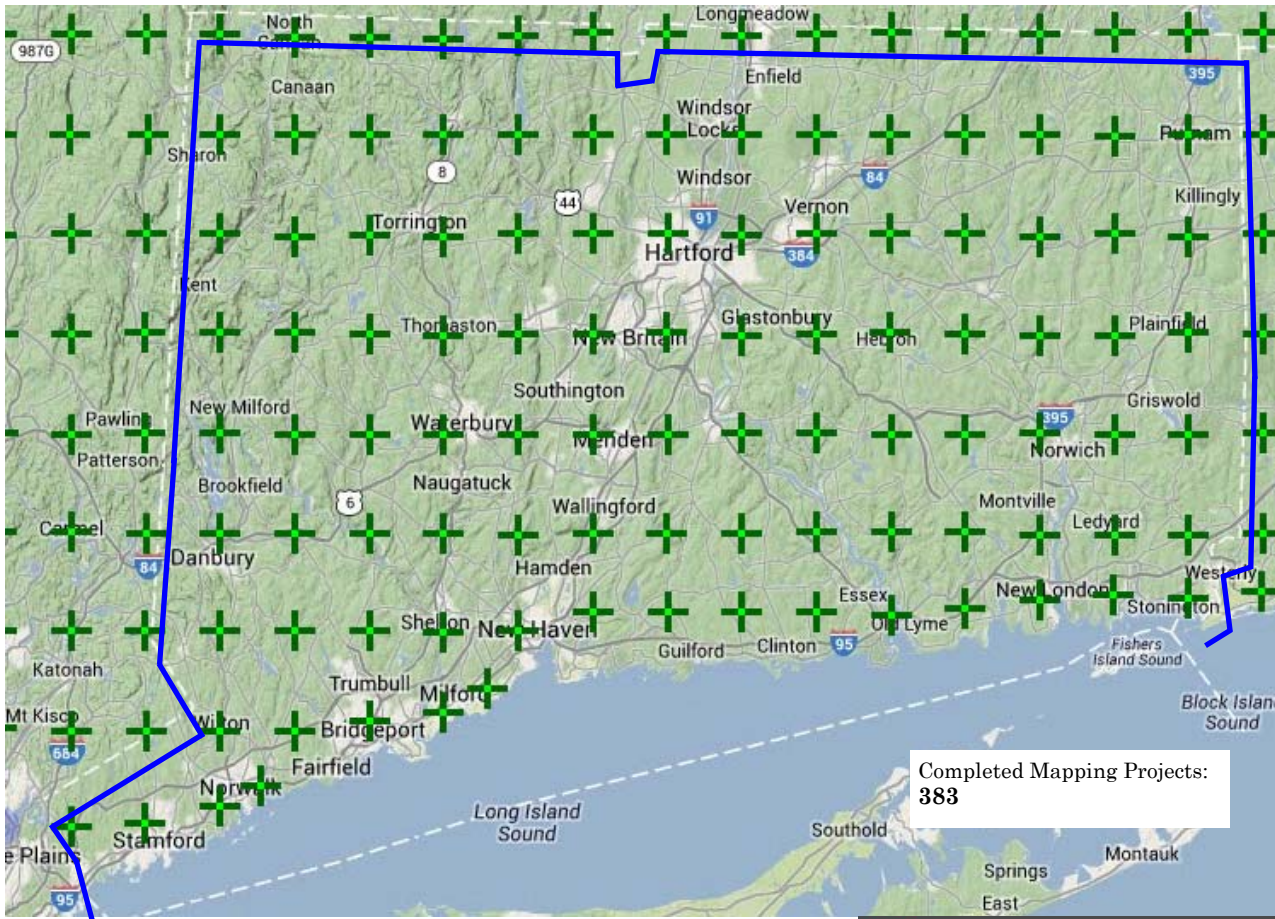 Longmeadow
North
Canaan
987G
395
Canaan
Enfield
Windsor
Locks
Putnam
Sharon
8
84
Windsor
44
Killingly
91
Vernon
Torrington
Hartford
384
Kent
Glastonbury
Thomaston
Plainfield
New Britain
Hebron
Southington
Griswold
Pawling
New Milford
395
Waterbury
Meriden
Patterson
Norwich
Brookfield
Naugatuck
6
Wallingford
Montville
Carmel
Ledyard
Danbury
84
Hamden
Westerly
New London
Essex
Stonington
Shelton
New Haven
Old Lyme
Guilford
Clinton
95
Fishers
Island Sound
Katonah
Trumbull
Milford
Block Islan
Sound
Mt Kisco
Wilton
Bridgeport
684
Fairfield
Norwalk
Completed Mapping Projects:
383
Long Island
Sound
Stamford
Southold
e Plains
Montauk
Springs
95
East